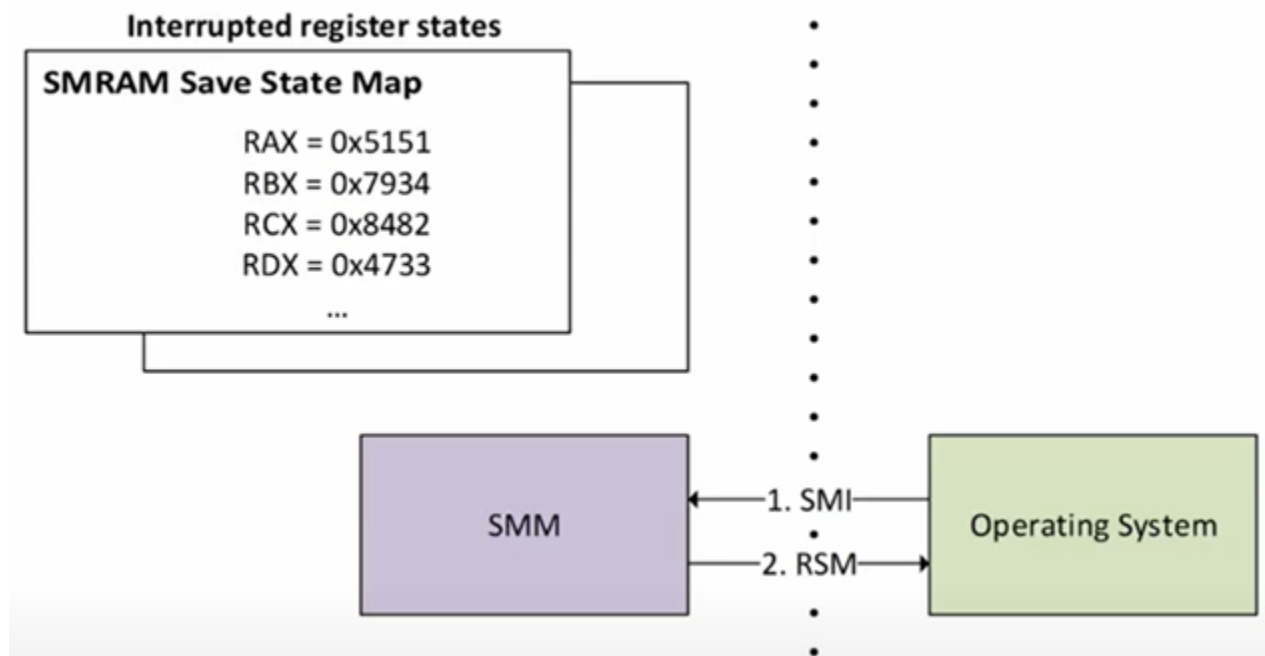 Interrupted register states
SMRAM Save State Map
RAX = 0x5151
RBX = 0x7934
RCX = 0x8482
RDX = 0x4733
...
SMM
1. SMI
2. RSM
Operating System